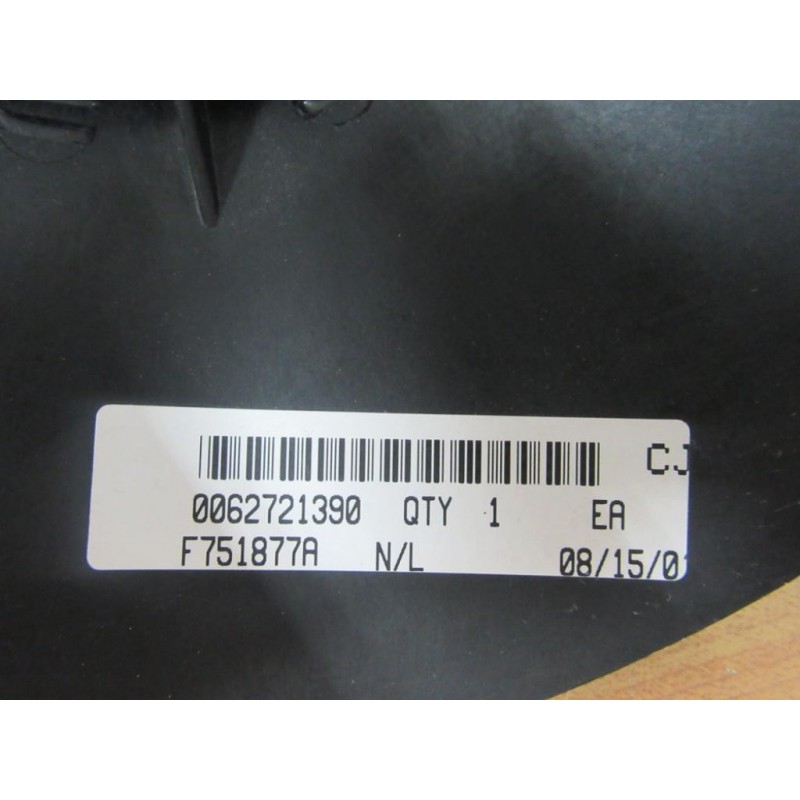 CJ
0062721390 QTY 1 EA
F751877A N/L 08/15/0